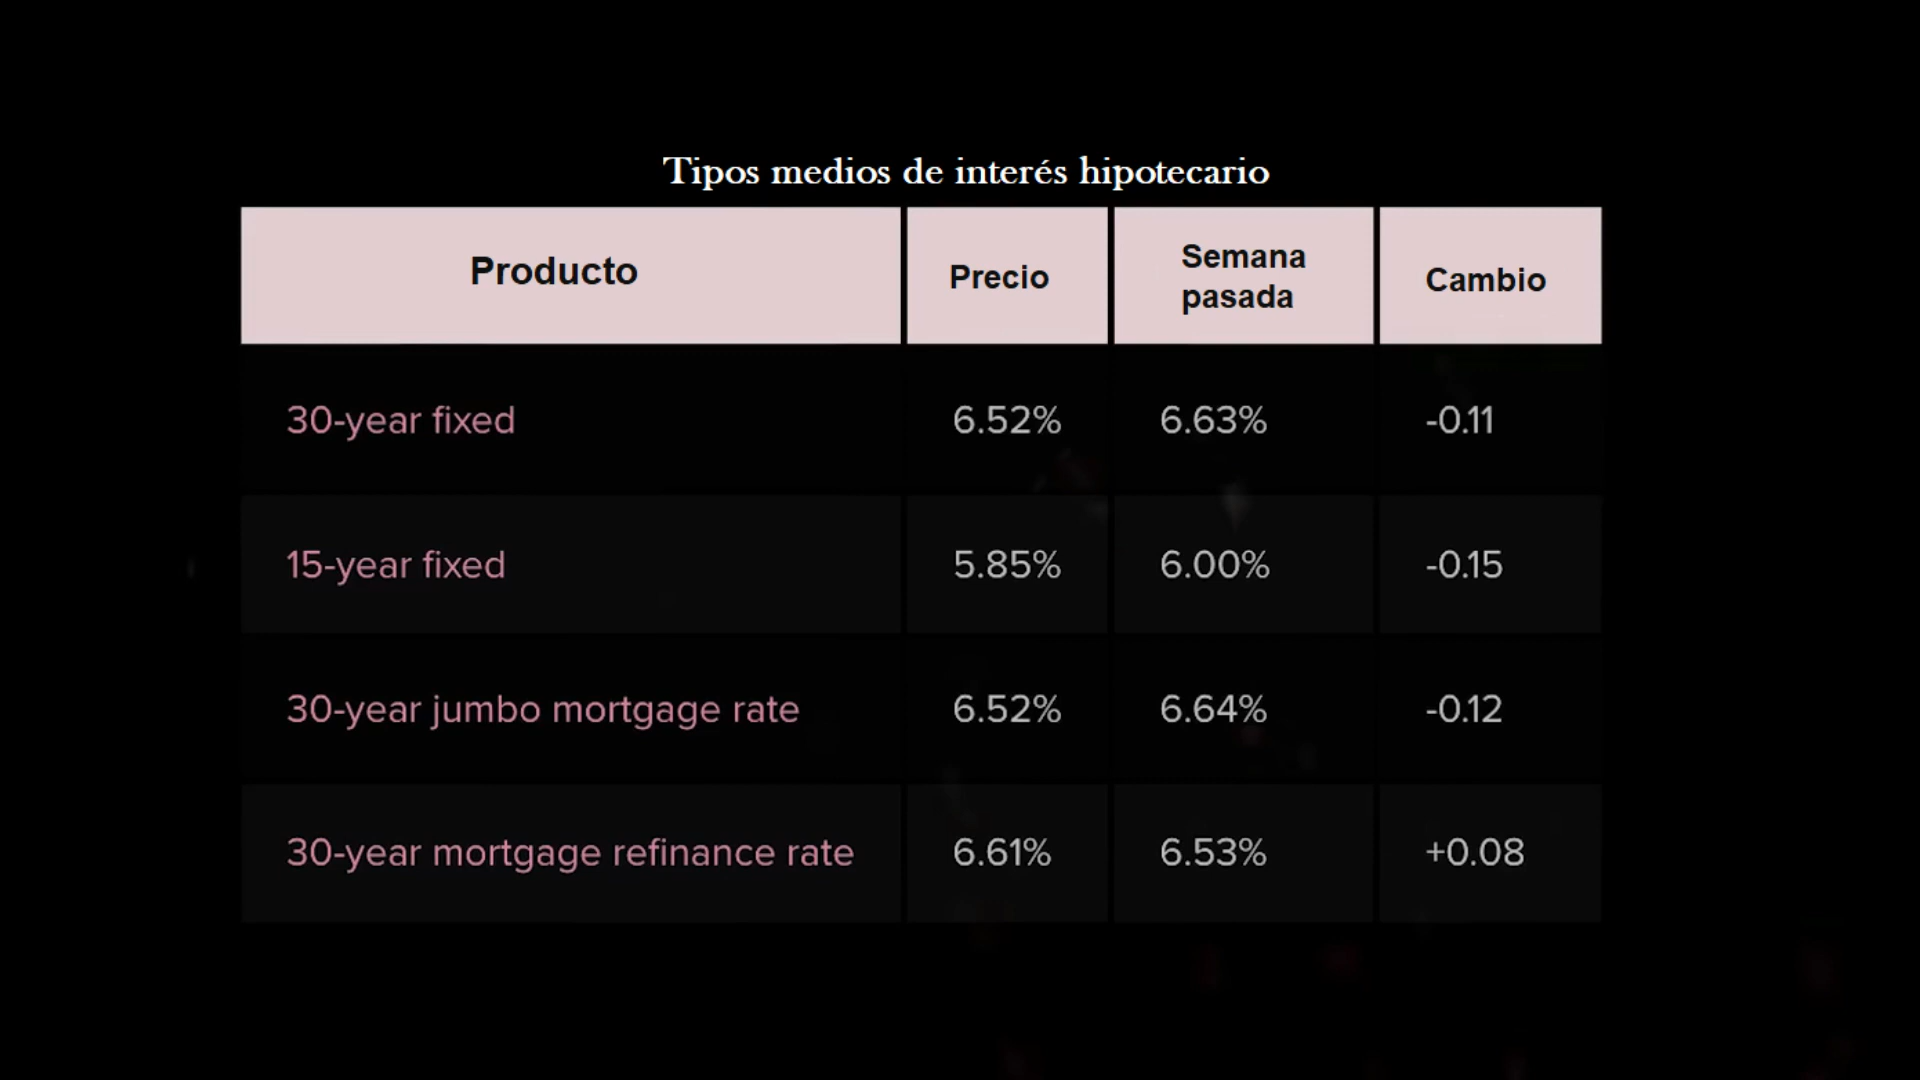 Tipos medios de interés hipotecario
Producto Precio Semana pasada Cambio
30-year fixed 6.52% 6.63% -0.11
15-year fixed 5.85% 6.00% -0.15
30-year jumbo mortgage rate 6.52% 6.64% -0.12
30-year mortgage refinance rate 6.61% 6.53% +0.08